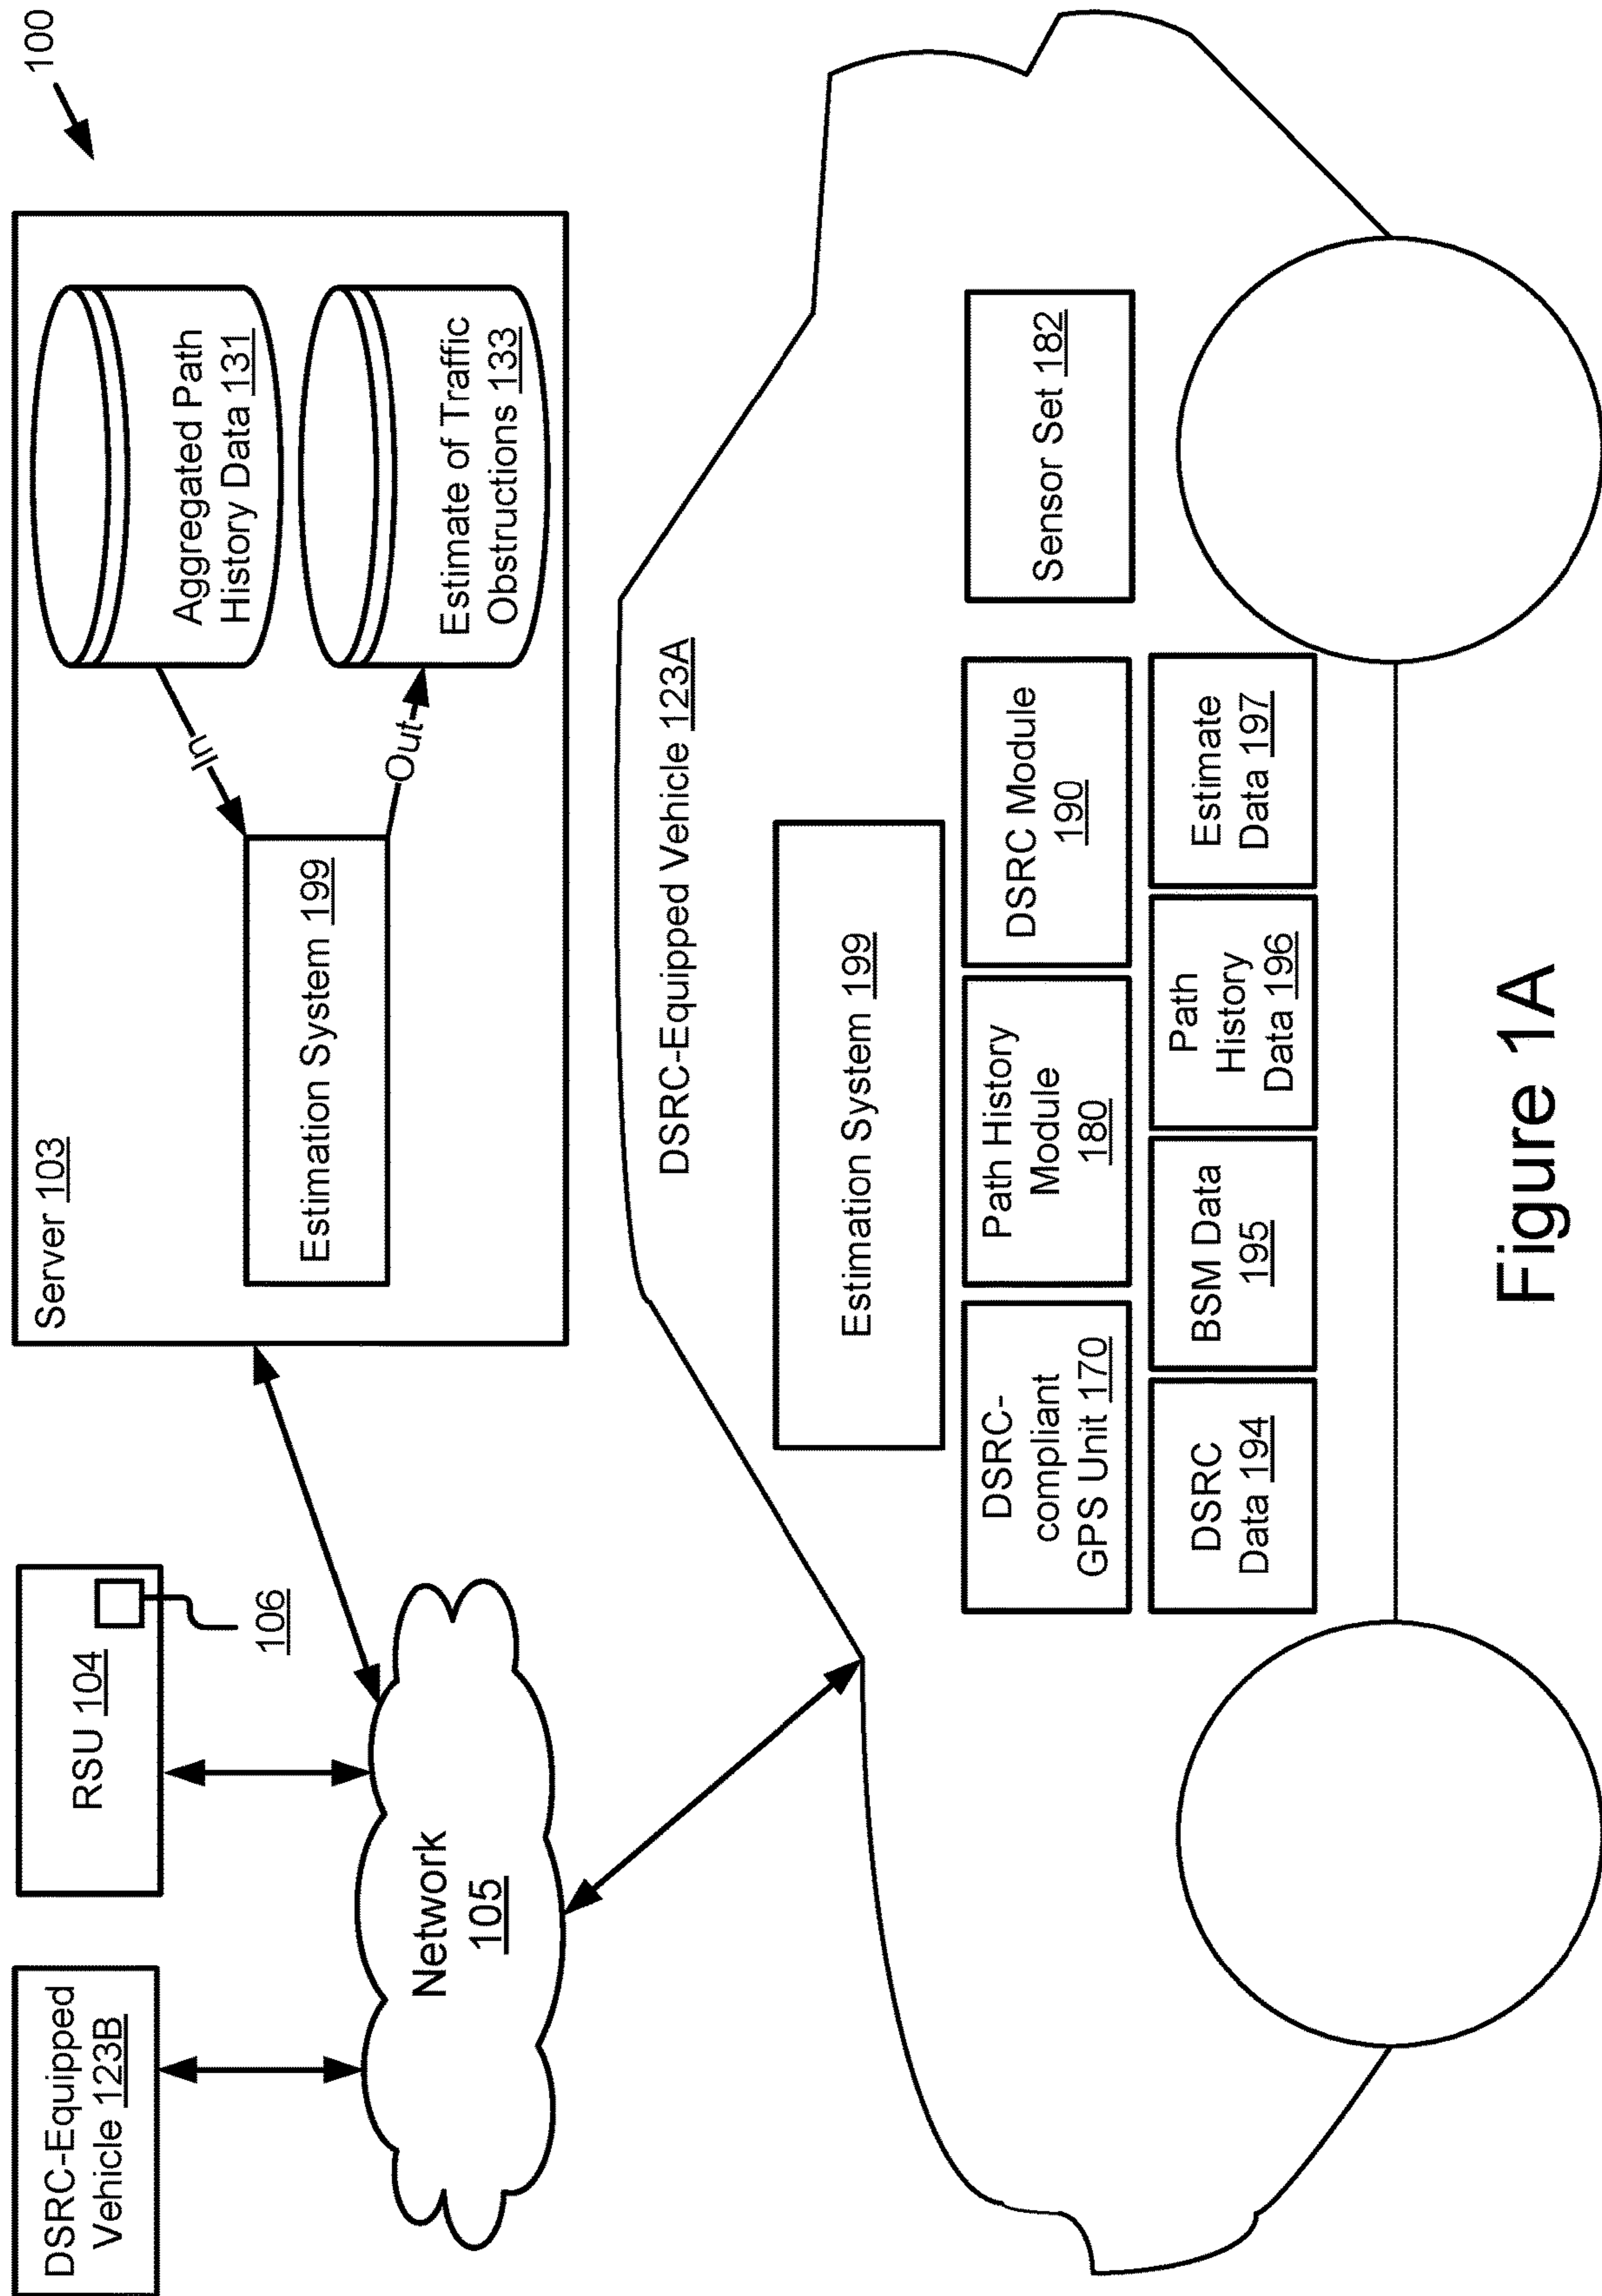 100
DSRC-Equipped
Vehicle 123B
RSU 104
106
Server 103
Estimation System 199
In
Out
Aggregated Path
History Data 131
Estimate of Traffic
Obstructions 133
Network
105
DSRC-Equipped Vehicle 123A
Estimation System 199
DSRC-
compliant
GPS Unit 170
Path History
Module
180
DSRC Module
190
Sensor Set 182
DSRC
Data 194
BSM Data
195
Path
History
Data 196
Estimate
Data 197
Figure 1A